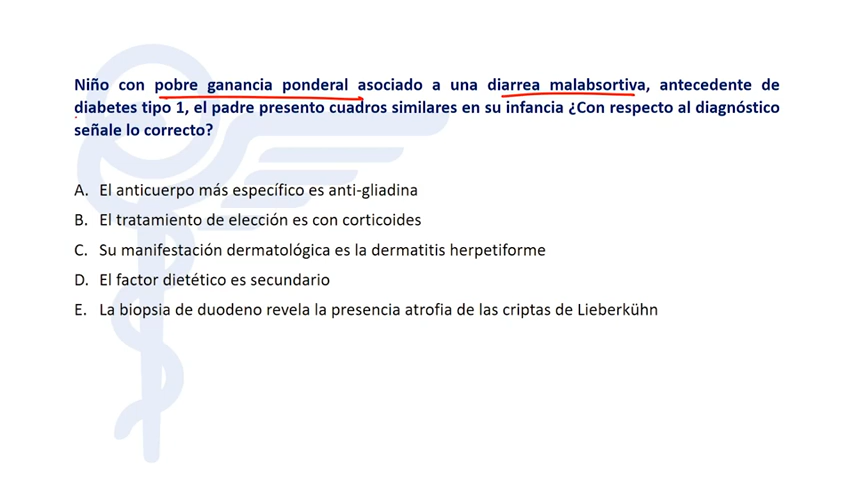 Niño con pobre ganancia ponderal asociado a una diarrea malabsortiva, antecedente de
diabetes tipo 1, el padre presento cuadros similares en su infancia ¿Con respecto al diagnóstico
señale lo correcto?
A. El anticuerpo más específico es anti-gliadina
B. El tratamiento de elección es con corticoides
C. Su manifestación dermatológica es la dermatitis herpetiforme
D. El factor dietético es secundario
E. La biopsia de duodeno revela la presencia atrofia de las criptas de Lieberkühn